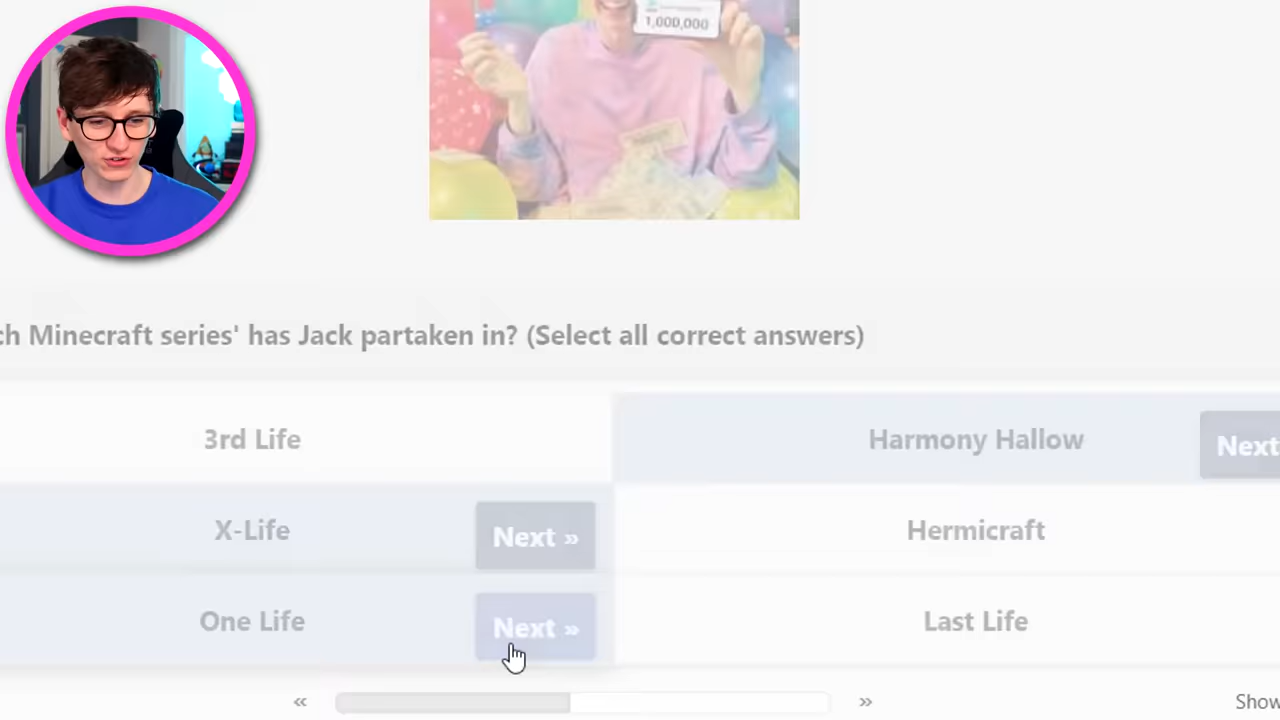 1,000,000
ch Minecraft series' has Jack partaken in? (Select all correct answers)
3rd Life
Harmony Hallow
Next
X-Life
Next »
Hermicraft
One Life
Next »
Last Life
«
»
Show